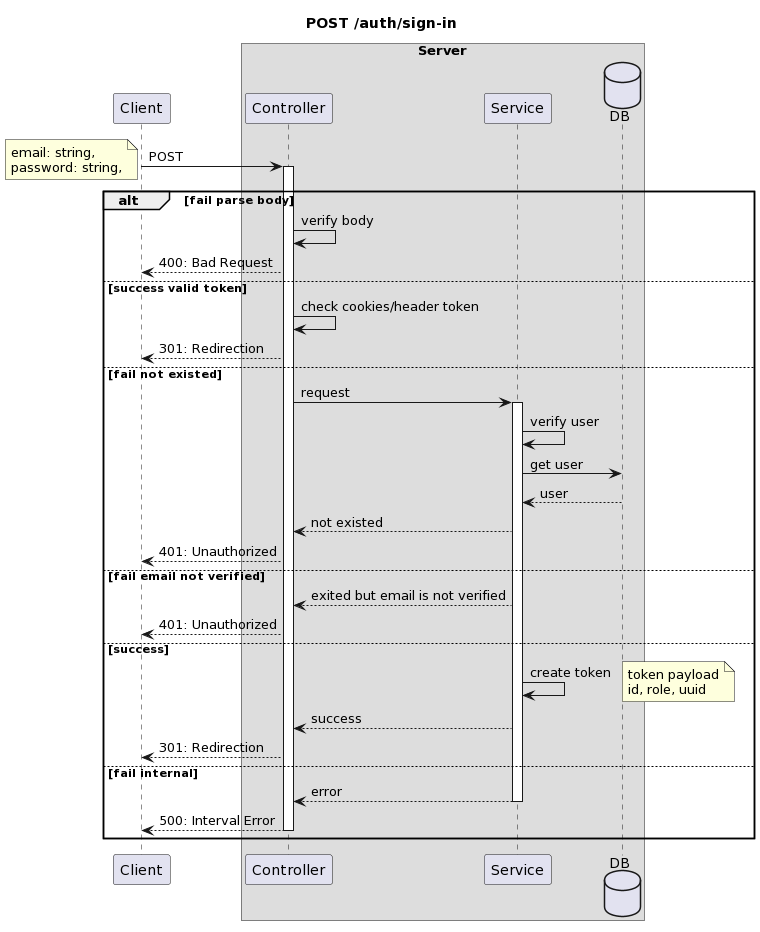 POST /auth/sign-in
Server
Client
Controller
Service
DB
email: string,
password: string,
POST
alt
[fail parse body]
verify body
400: Bad Request
[success valid token]
check cookies/header token
301: Redirection
[fail not existed]
request
verify user
get user
user
not existed
401: Unauthorized
[fail email not verified]
exited but email is not verified
401: Unauthorized
[success]
create token
token payload
id, role, uuid
success
301: Redirection
[fail internal]
error
500: Interval Error
Client
Controller
Service
DB